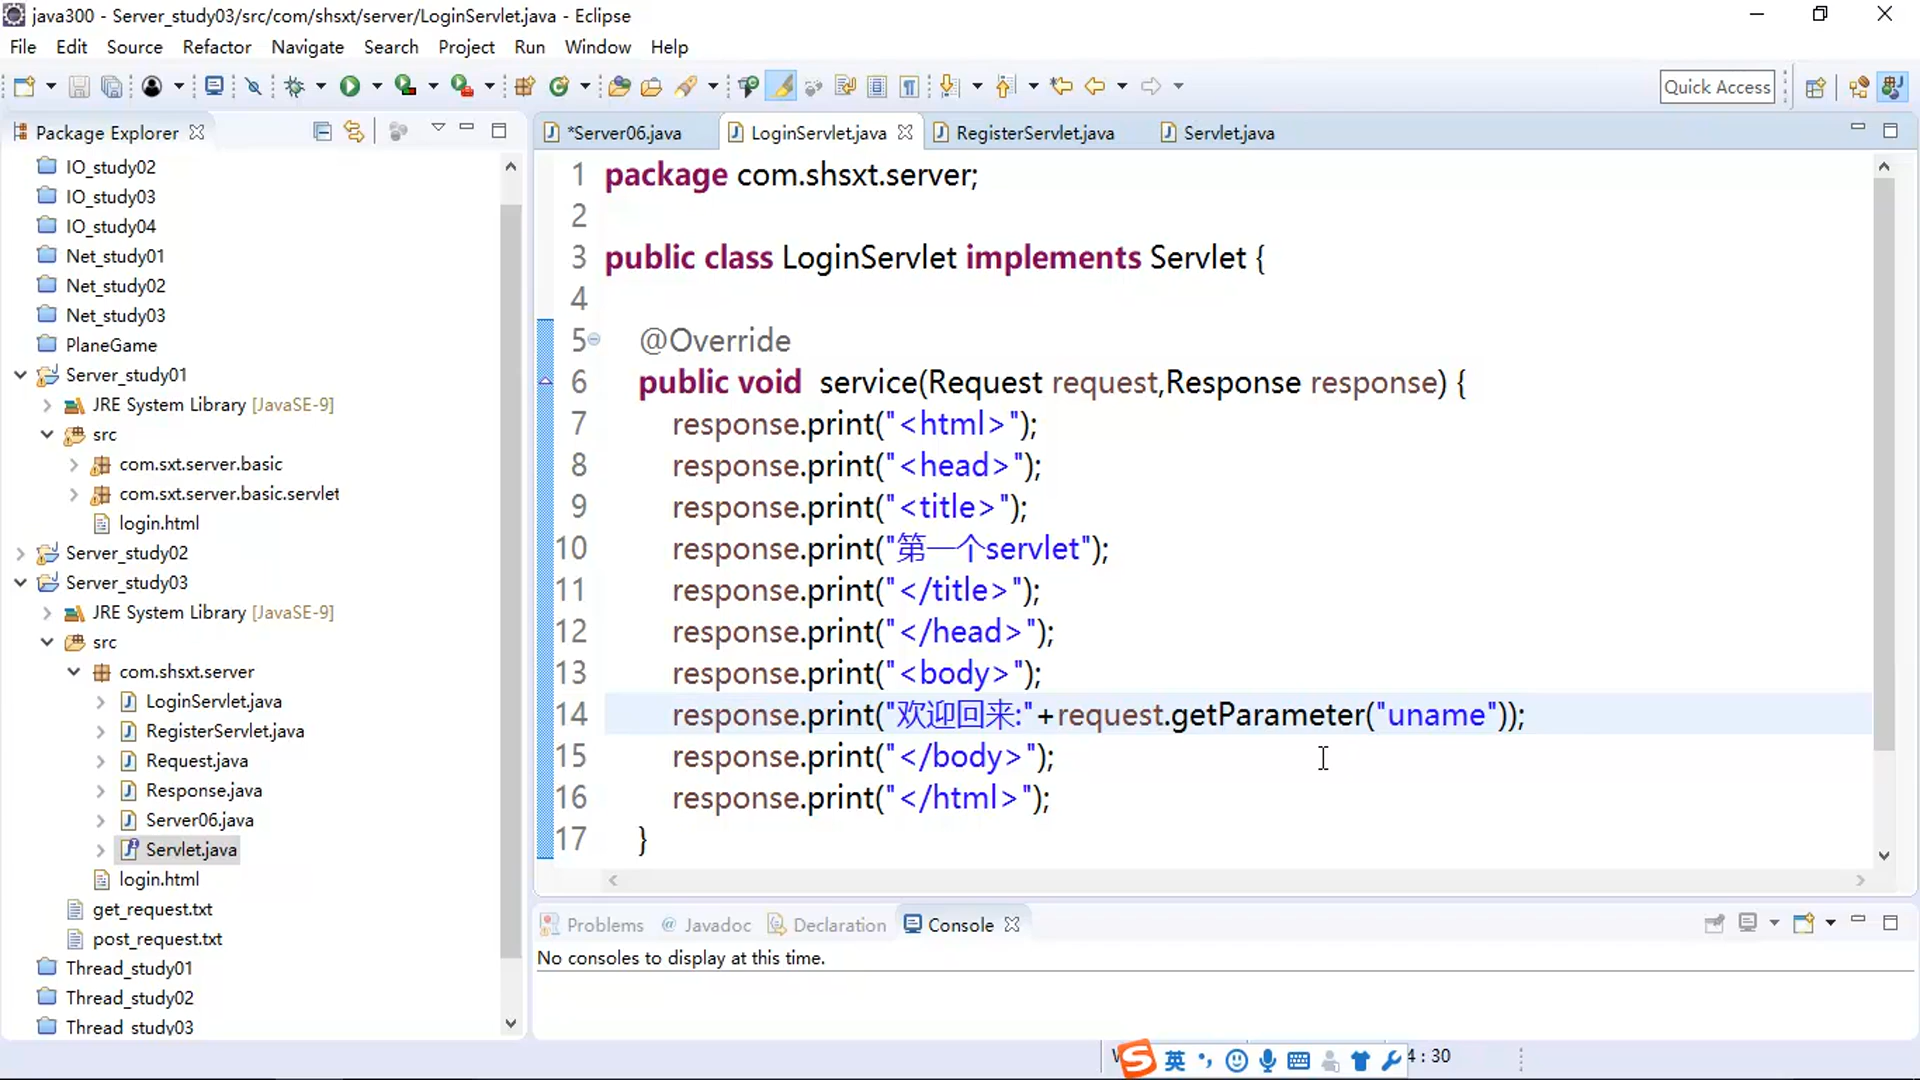 java300 - Server_study03/src/com/shsxt/server/LoginServlet.java - Eclipse
File Edit Source Refactor Navigate Search Project Run Window Help
Quick Access
Package Explorer
IO_study02
IO_study03
IO_study04
Net_study01
Net_study02
Net_study03
PlaneGame
Server_study01
JRE System Library [JavaSE-9]
src
com.sxt.server.basic
com.sxt.server.basic.servlet
login.html
Server_study02
Server_study03
JRE System Library [JavaSE-9]
src
com.shsxt.server
LoginServlet.java
RegisterServlet.java
Request.java
Response.java
Server06.java
Servlet.java
login.html
get_request.txt
post_request.txt
Thread_study01
Thread_study02
Thread_study03
*Server06.java LoginServlet.java RegisterServlet.java Servlet.java
1 package com.shsxt.server;
2
3 public class LoginServlet implements Servlet {
4
5 @Override
6 public void service(Request request,Response response) {
7 response.print("<html>");
8 response.print("<head>");
9 response.print("<title>");
10 response.print("第一个servlet");
11 response.print("</title>");
12 response.print("</head>");
13 response.print("<body>");
14 response.print("欢迎回来:"+request.getParameter("uname"));
15 response.print("</body>");
16 response.print("</html>");
17 }
Problems @ Javadoc Declaration Console
No consoles to display at this time.
英
4 : 30